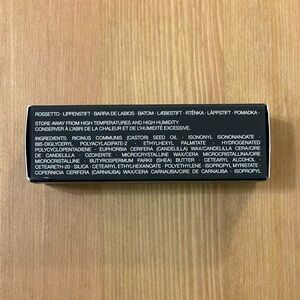 ROSSETTO · LIPPENSTIFT · BARRA DE LABIOS · BATOM · LÆBESTIFT · RTĚNKA · LÄPPSTIFT · POMADKA ·
STORE AWAY FROM HIGH TEMPERATURES AND HIGH HUMIDITY.
CONSERVER À L'ABRI DE LA CHALEUR ET DE L'HUMIDITÉ EXCESSIVE.
INGREDIENTS: RICINUS COMMUNIS (CASTOR) SEED OIL · ISONONYL ISONONANOATE ·
BIS-DIGLYCERYL POLYACYLADIPATE-2 · ETHYLHEXYL PALMITATE · HYDROGENATED
POLYCYCLOPENTADIENE · EUPHORBIA CERIFERA (CANDELILLA) WAX/CANDELILLA CERA/CIRE
DE CANDELILLA · OZOKERITE · MICROCRYSTALLINE WAX/CERA MICROCRISTALLINA/CIRE
MICROCRISTALLINE · BUTYROSPERMUM PARKII (SHEA) BUTTER · CETEARYL ALCOHOL ·
CETEARETH-20 · SILICA · CETEARYL ETHYLHEXANOATE · POLYETHYLENE · ISOPROPYL MYRISTATE ·
COPERNICIA CERIFERA (CARNAUBA) WAX/CERA CARNAUBA/CIRE DE CARNAUBA · ISOPROPYL